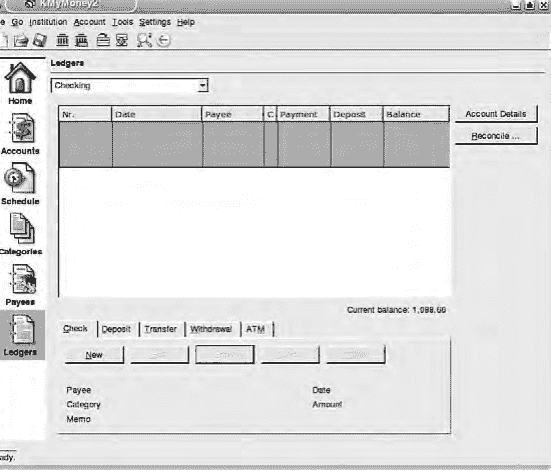 KMyMoney2
e Go Institution Account Tools Settings Help
Ledgers
Checking
Home
Accounts
Schedule
Categories
Payees
Ledgers
Nr. Date Payee C Payment Deposit Balance
Account Details
Reconcile ...
Current balance: 1,098.66
Check Deposit Transfer Withdrawal ATM
New
Payee Date
Category Amount
Memo
ady.